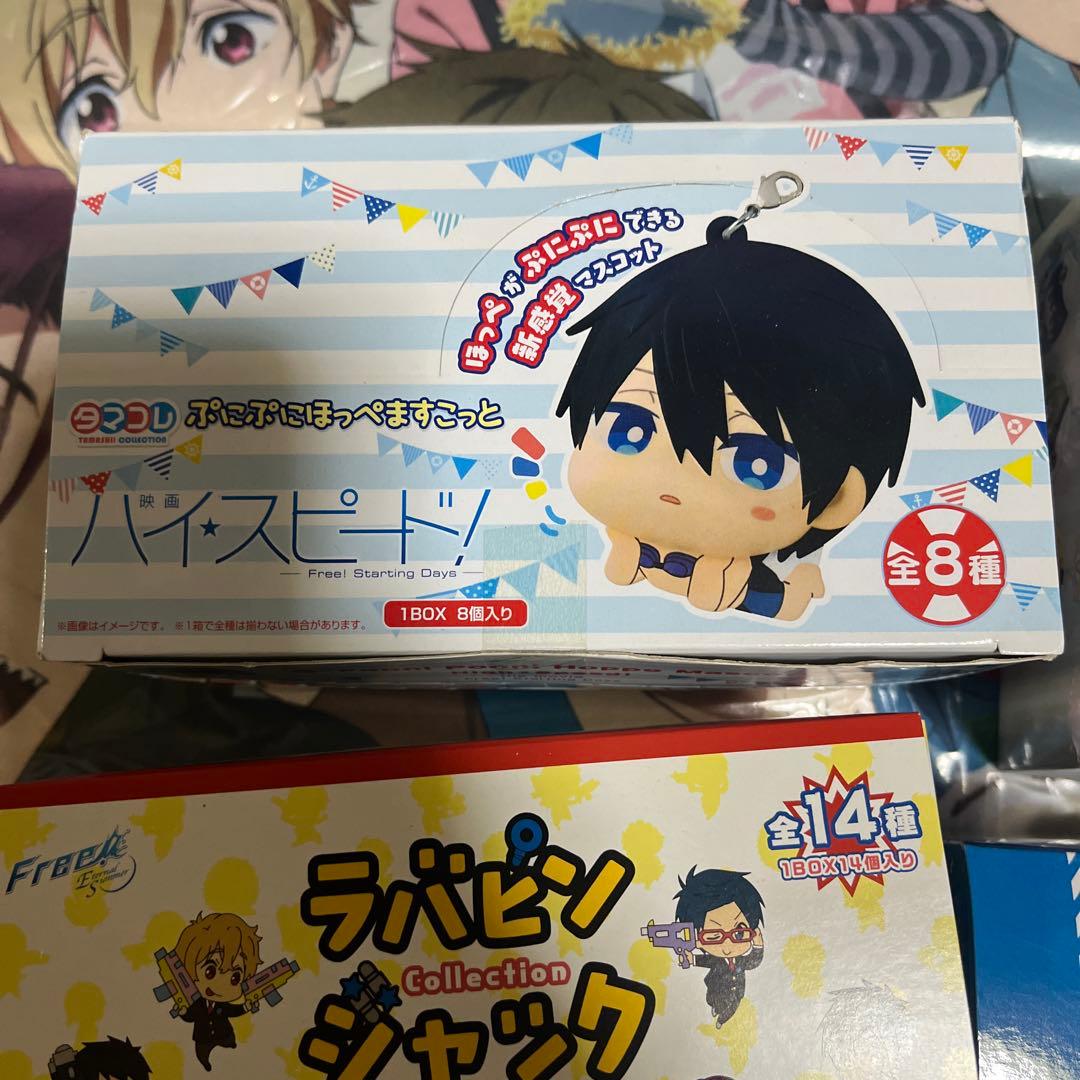 ほっぺがぷにぷにできる
新感覚マスコット
タマコレ
TAMASHII COLLECTION
ぷにぷにほっぺますこっと
映画
ハイ☆スピード!
Free! Starting Days
全8種
1BOX 8個入り
※画像はイメージです。 ※1箱で全種は揃わない場合があります。
Free!
Eternal Summer
ラバピン
Collection
ジャック
全14種
1BOX14個入り